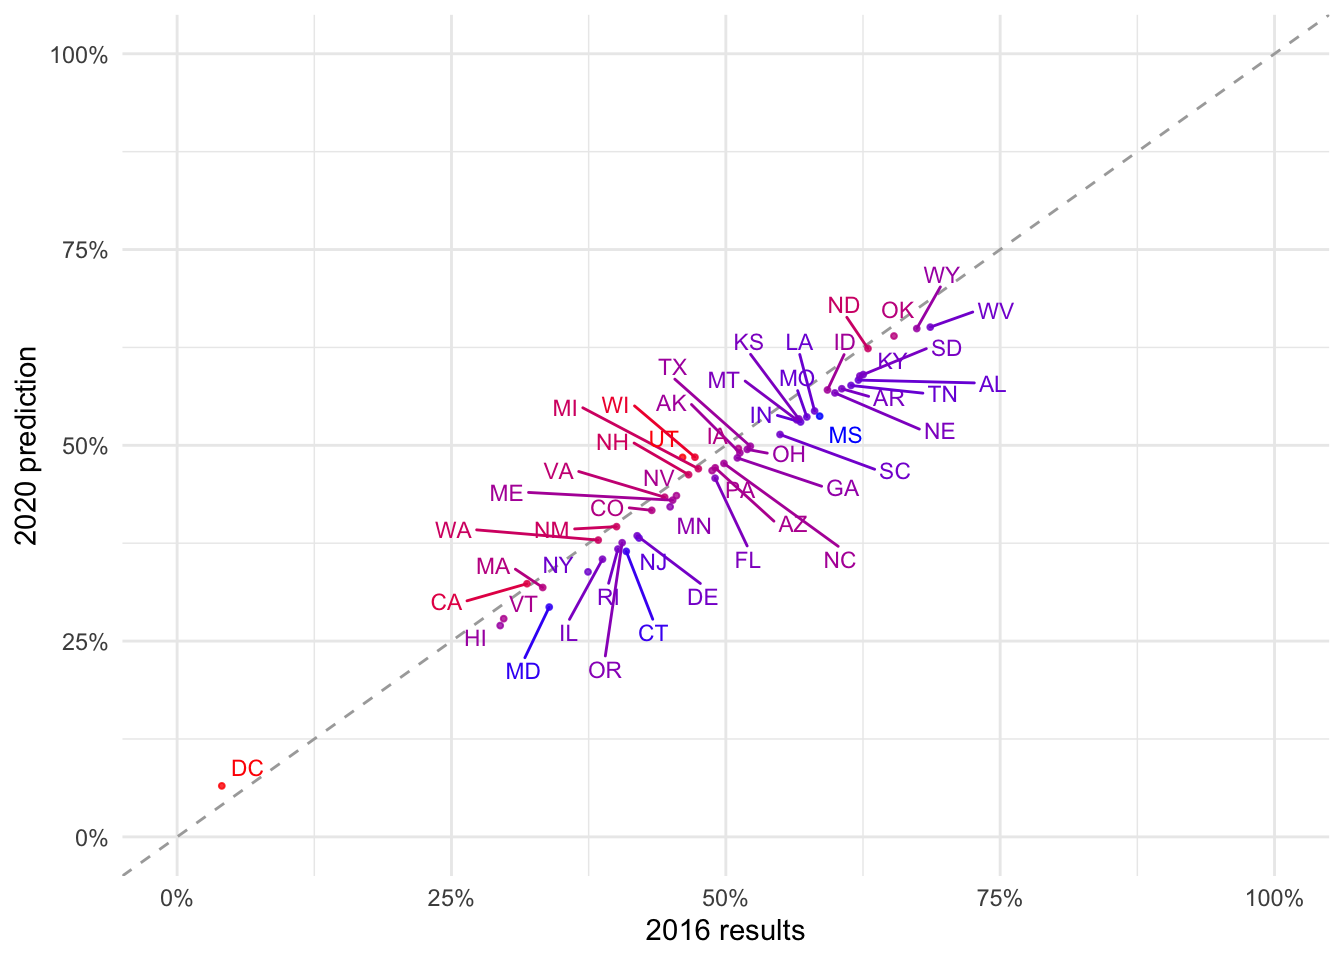 100%
75%
50%
25%
0%
2020 prediction
WY
ND
OK
WV
KS
LA
ID
SD
KY
TX
MT
MO
AL
TN
AR
MI
WI
AK
IN
MS
NE
NH
UT
IA
OH
VA
NV
SC
ME
PA
GA
CO
MN
AZ
WA
NM
FL
NC
MA
NY
NJ
CA
VT
RI
DE
HI
IL
CT
MD
OR
DC
0%
25%
50%
75%
100%
2016 results